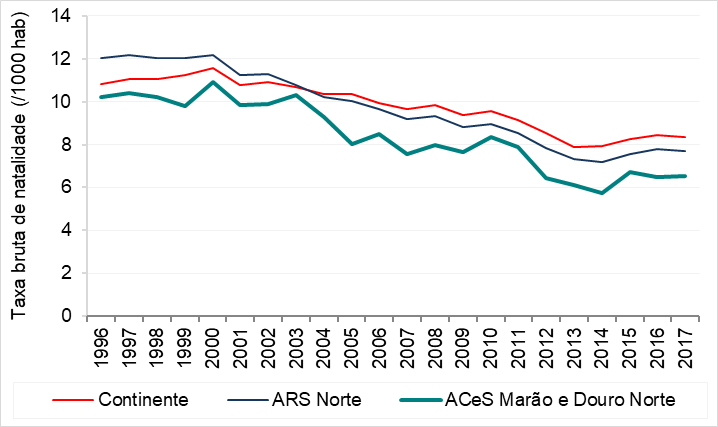 Taxa bruta de natalidade (/1000 hab)
14
12
10
8
6
4
2
0
1996 1997 1998 1999 2000 2001 2002 2003 2004 2005 2006 2007 2008 2009 2010 2011 2012 2013 2014 2015 2016 2017
Continente ARS Norte ACeS Marão e Douro Norte